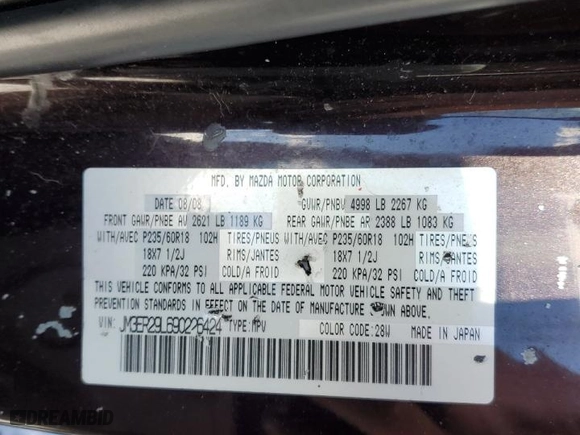 MFD. BY MAZDA MOTOR CORPORATION
DATE 08/08 GVWR/PNBV 4998 LB 2267 KG
FRONT GAWR/PNBE AV 2621 LB 1189 KG REAR GAWR/PNBE AR 2388 LB 1083 KG
WITH/AVEC P235/60R18 102H TIRES/PNEUS WITH/AVEC P235/60R18 102H TIRES/PNEUS
18X7 1/2J RIMS/JANTES 18X7 1/2J RIMS/JANTES
220 KPA/32 PSI COLD/A FROID 220 KPA/32 PSI COLD/A FROID
THIS VEHICLE CONFORMS TO ALL APPLICABLE FEDERAL MOTOR VEHICLE SAFETY AND THEFT
PREVENTION STANDARDS IN EFFECT ON THE DATE OF MANUFACTURE SHOWN ABOVE.
VIN: JM3ER29L690225424 TYPE: MPV COLOR CODE: 28W MADE IN JAPAN
DREAMBID